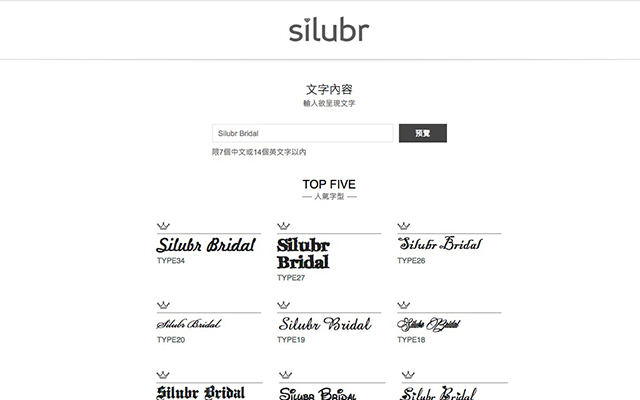 silubr
文字內容
輸入欲呈現文字
Silubr Bridal
預覽
限7個中文或14個英文字以內
TOP FIVE
人氣字型
Silubr Bridal
Silubr
Bridal
Silubr Bridal
TYPE34
TYPE27
TYPE26
Silubr Bridal
Silubr Bridal
Silubr Bridal
TYPE20
TYPE19
TYPE18
Silubr Bridal
Silubr Bridal
Silubr Bridal